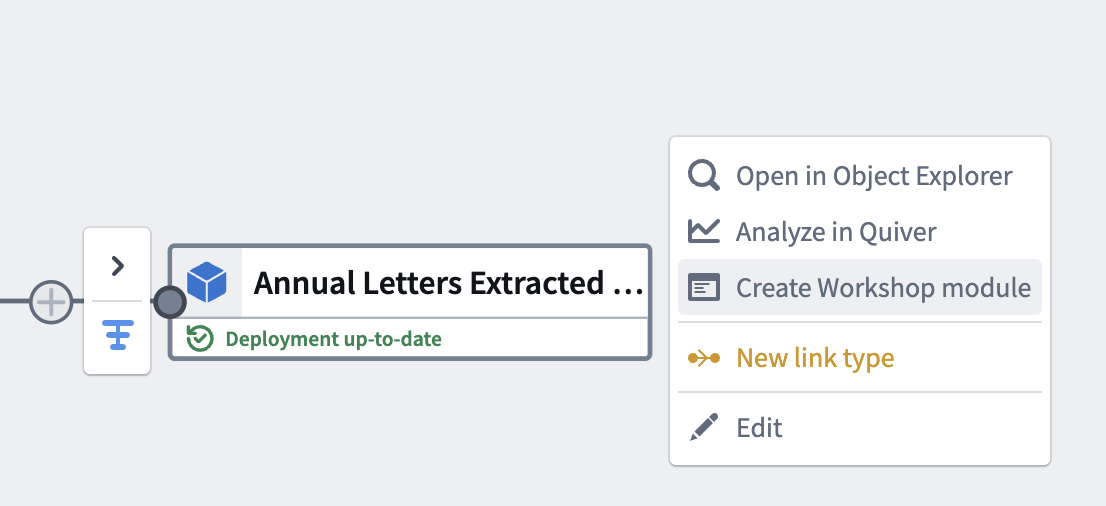 Annual Letters Extracted ...
Deployment up-to-date
Open in Object Explorer
Analyze in Quiver
Create Workshop module
New link type
Edit